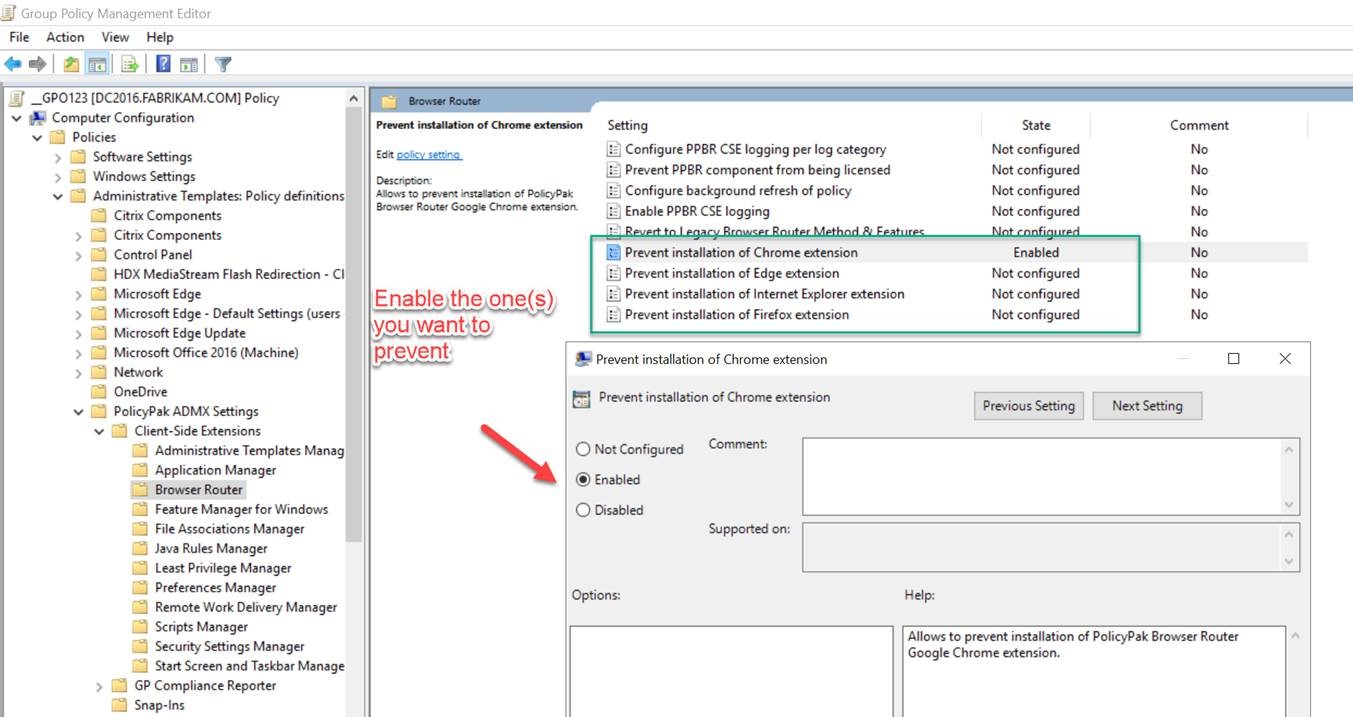 Group Policy Management Editor
File Action View Help
__GPO123 [DC2016.FABRIKAM.COM] Policy
Computer Configuration
Policies
Software Settings
Windows Settings
Administrative Templates: Policy definitions
Citrix Components
Citrix Components
Control Panel
HDX MediaStream Flash Redirection - Cl
Microsoft Edge
Microsoft Edge - Default Settings (users
Microsoft Edge Update
Microsoft Office 2016 (Machine)
Network
OneDrive
PolicyPak ADMX Settings
Client-Side Extensions
Administrative Templates Manag
Application Manager
Browser Router
Feature Manager for Windows
File Associations Manager
Java Rules Manager
Least Privilege Manager
Preferences Manager
Remote Work Delivery Manager
Scripts Manager
Security Settings Manager
Start Screen and Taskbar Manage
GP Compliance Reporter
Snap-Ins
Browser Router
Prevent installation of Chrome extension
Edit policy setting
Description:
Allows to prevent installation of PolicyPak
Browser Router Google Chrome extension.
Setting State Comment
Configure PPBR CSE logging per log category Not configured No
Prevent PPBR component from being licensed Not configured No
Configure background refresh of policy Not configured No
Enable PPBR CSE logging Not configured No
Revert to Legacy Browser Router Method & Features Not configured No
Prevent installation of Chrome extension Enabled No
Prevent installation of Edge extension Not configured No
Prevent installation of Internet Explorer extension Not configured No
Prevent installation of Firefox extension Not configured No
Enable the one(s)
you want to
prevent
Prevent installation of Chrome extension
Prevent installation of Chrome extension
Previous Setting Next Setting
Not Configured
Enabled
Disabled
Comment:
Supported on:
Options:
Help:
Allows to prevent installation of PolicyPak Browser Router
Google Chrome extension.